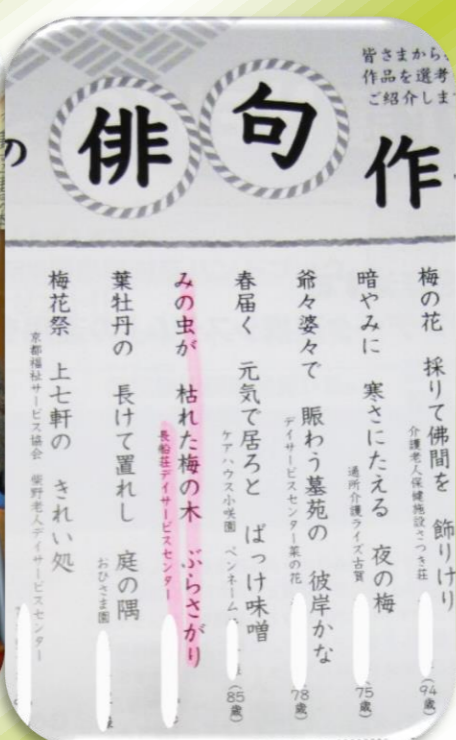 皆さまから
作品を選考
ご紹介しま
の俳句作
梅の花 採りて佛間を 飾りけり
介護老人保健施設さつき荘
(94歳)
暗やみに 寒さにたえる 夜の梅
通所介護ライズ古賀
75歳)
爺々婆々で 賑わう墓苑の 彼岸かな
デイサービスセンター菜の花
78歳)
春届く 元気で居ろと ばっけ味噌
ケアハウス小咲園 ペンネーム
(85歳)
みの虫が 枯れた梅の木 ぶらさがり
長船荘デイサービスセンター
葉牡丹の 長けて置れし 庭の隅
おひさま園
梅花祭 上七軒の きれい処
京都福祉サービス協会 柴野老人デイサービスセンター